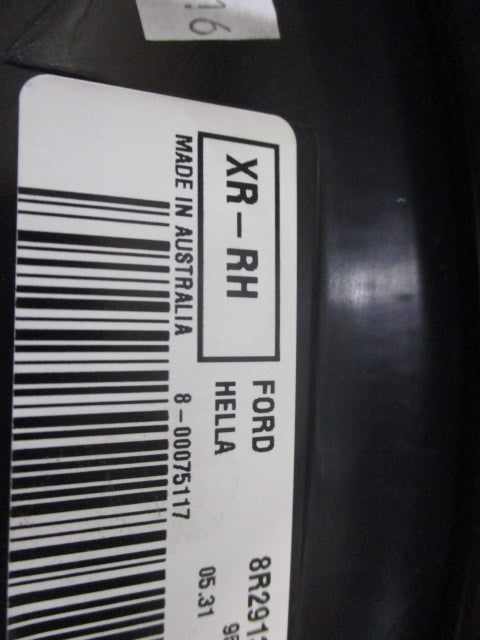 16
XR-RH
FORD
HELLA
MADE IN AUSTRALIA
8-00075117
05.31